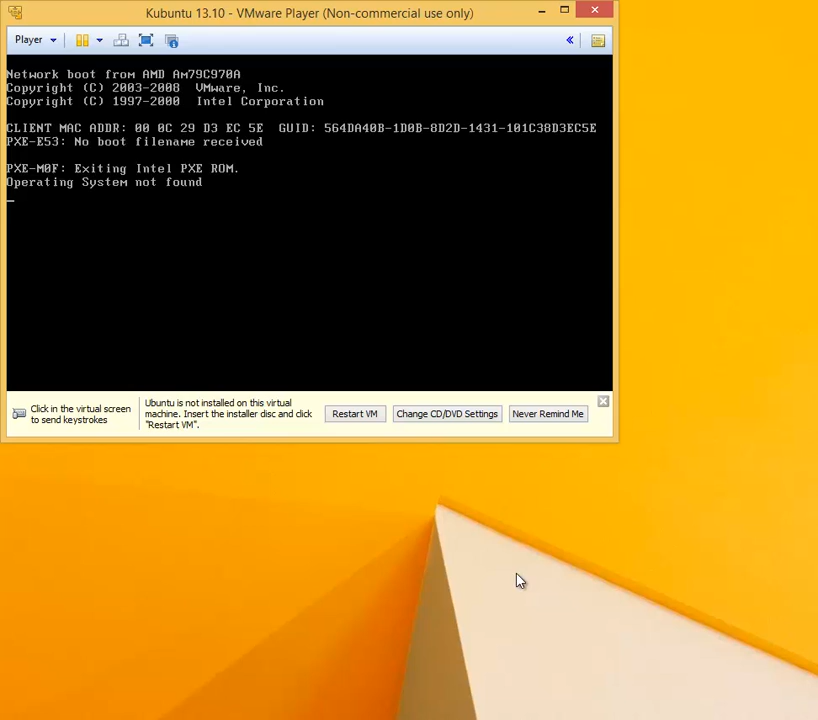 Kubuntu 13.10 - VMware Player (Non-commercial use only)
Player
Network boot from AMD Am79C970A
Copyright (C) 2003-2008  VMware, Inc.
Copyright (C) 1997-2000  Intel Corporation
CLIENT MAC ADDR: 00 0C 29 D3 EC 5E  GUID: 564DA40B-1D0B-8D2D-1431-101C38D3EC5E
PXE-E53: No boot filename received
PXE-M0F: Exiting Intel PXE ROM.
Operating System not found
Click in the virtual screen
to send keystrokes
Ubuntu is not installed on this virtual
machine. Insert the installer disc and click
"Restart VM".
Restart VM
Change CD/DVD Settings
Never Remind Me